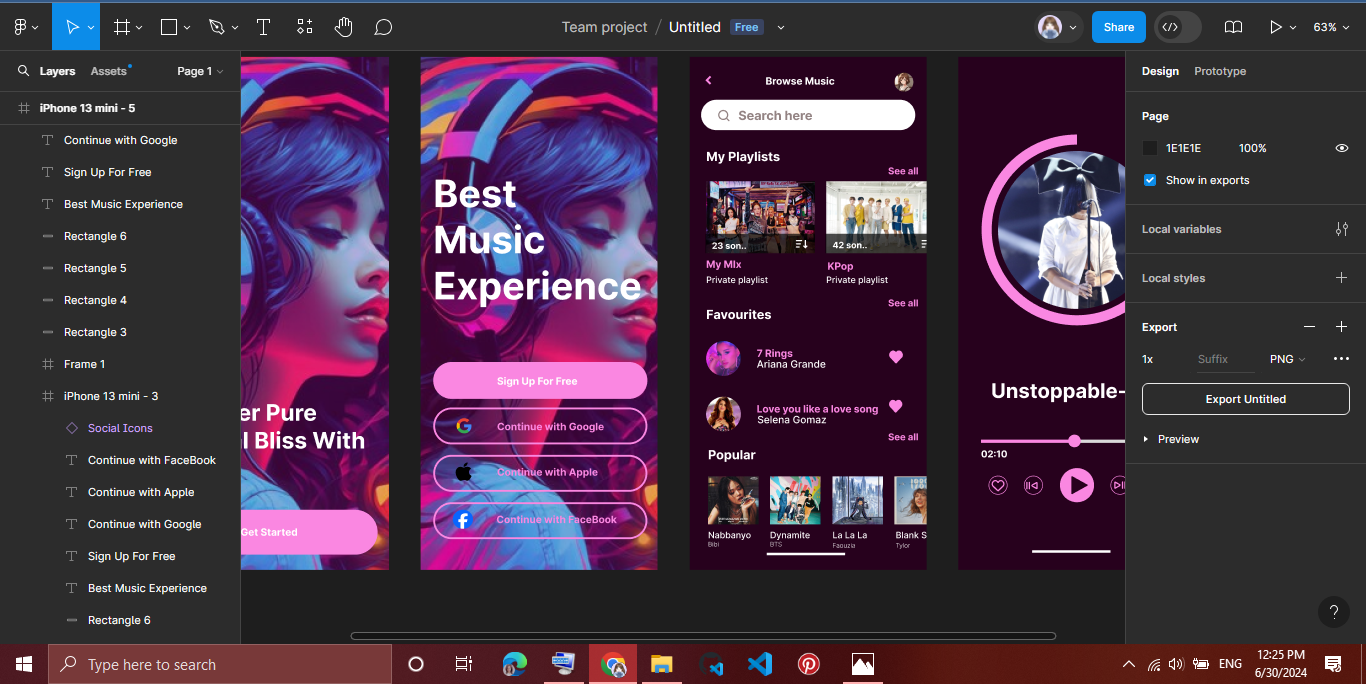 Team project / Untitled Free
Share
63%
Layers
Assets
Page 1
iPhone 13 mini - 5
Continue with Google
Sign Up For Free
Best Music Experience
Rectangle 6
Rectangle 5
Rectangle 4
Rectangle 3
Frame 1
iPhone 13 mini - 3
Social Icons
Continue with FaceBook
Continue with Apple
Continue with Google
Sign Up For Free
Best Music Experience
Rectangle 6
er Pure
l Bliss With
Get Started
Best
Music
Experience
Sign Up For Free
Continue with Google
Continue with Apple
Continue with FaceBook
Browse Music
Search here
My Playlists
See all
23 son..
42 son..
My MIx
KPop
Private playlist
Private playlist
See all
Favourites
7 Rings
Ariana Grande
Love you like a love song
Selena Gomaz
See all
Popular
Nabbanyo
Dynamite
La La La
Blank S
Bibi
BTS
Faouzia
Tylor
Unstoppable-
02:10
Design
Prototype
Page
1E1E1E
100%
Show in exports
Local variables
Local styles
Export
1x
Suffix
PNG
Export Untitled
Preview
?
Type here to search
ENG
12:25 PM
6/30/2024